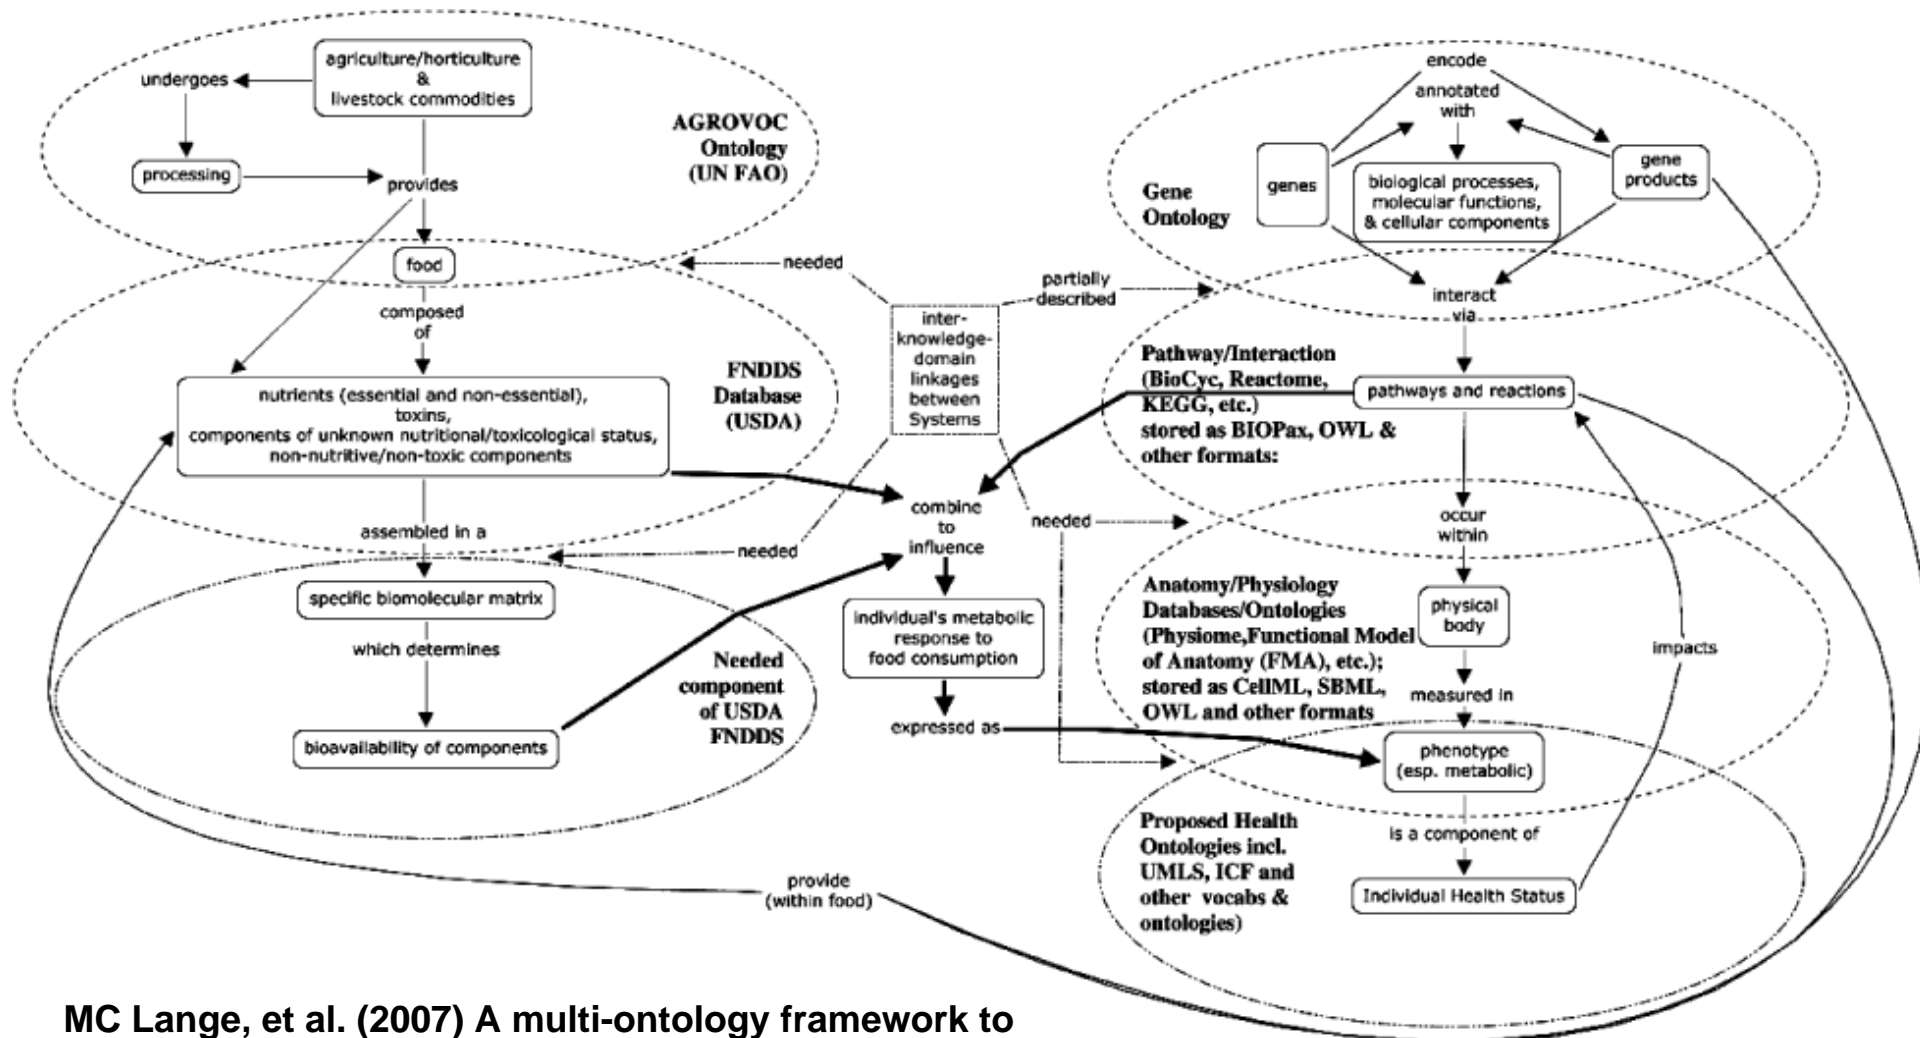 agriculture/horticulture
&
livestock commodities
undergoes
processing
provides
AGROVOC
Ontology
(UN FAO)
food
composed
of
nutrients (essential and non-essential),
toxins,
components of unknown nutritional/toxicological status,
non-nutritive/non-toxic components
FNDDS
Database
(USDA)
assembled in a
specific biomolecular matrix
which determines
bioavailability of components
Needed
component
of USDA
FNDDS
needed
partially
described
inter-
knowledge-
domain
linkages
between
Systems
needed
needed
combine
to
influence
individual's metabolic
response to
food consumption
expressed as
provide
(within food)
encode
annotated
with
genes
biological processes,
molecular functions,
& cellular components
gene
products
Gene
Ontology
interact
via
Pathway/Interaction
(BioCyc, Reactome,
KEGG, etc.)
stored as BIOPax, OWL &
other formats:
pathways and reactions
occur
within
Anatomy/Physiology
Databases/Ontologies
(Physiome,Functional Model
of Anatomy (FMA), etc.);
stored as CellML, SBML,
OWL and other formats
physical
body
impacts
measured in
phenotype
(esp. metabolic)
is a component of
Proposed Health
Ontologies incl.
UMLS, ICF and
other vocabs &
ontologies)
Individual Health Status
MC Lange, et al. (2007) A multi-ontology framework to